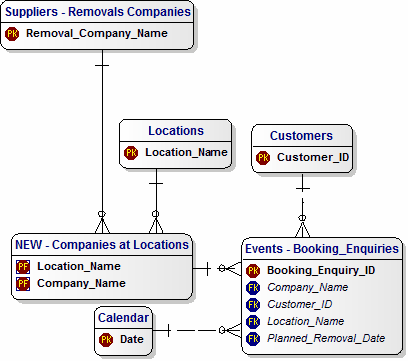 Suppliers - Removals Companies
PK Removal_Company_Name
Locations
PK Location_Name
Customers
PK Customer_ID
NEW - Companies at Locations
PF Location_Name
PF Company_Name
Events - Booking_Enquiries
PK Booking_Enquiry_ID
FK Company_Name
FK Customer_ID
FK Location_Name
FK Planned_Removal_Date
Calendar
PK Date